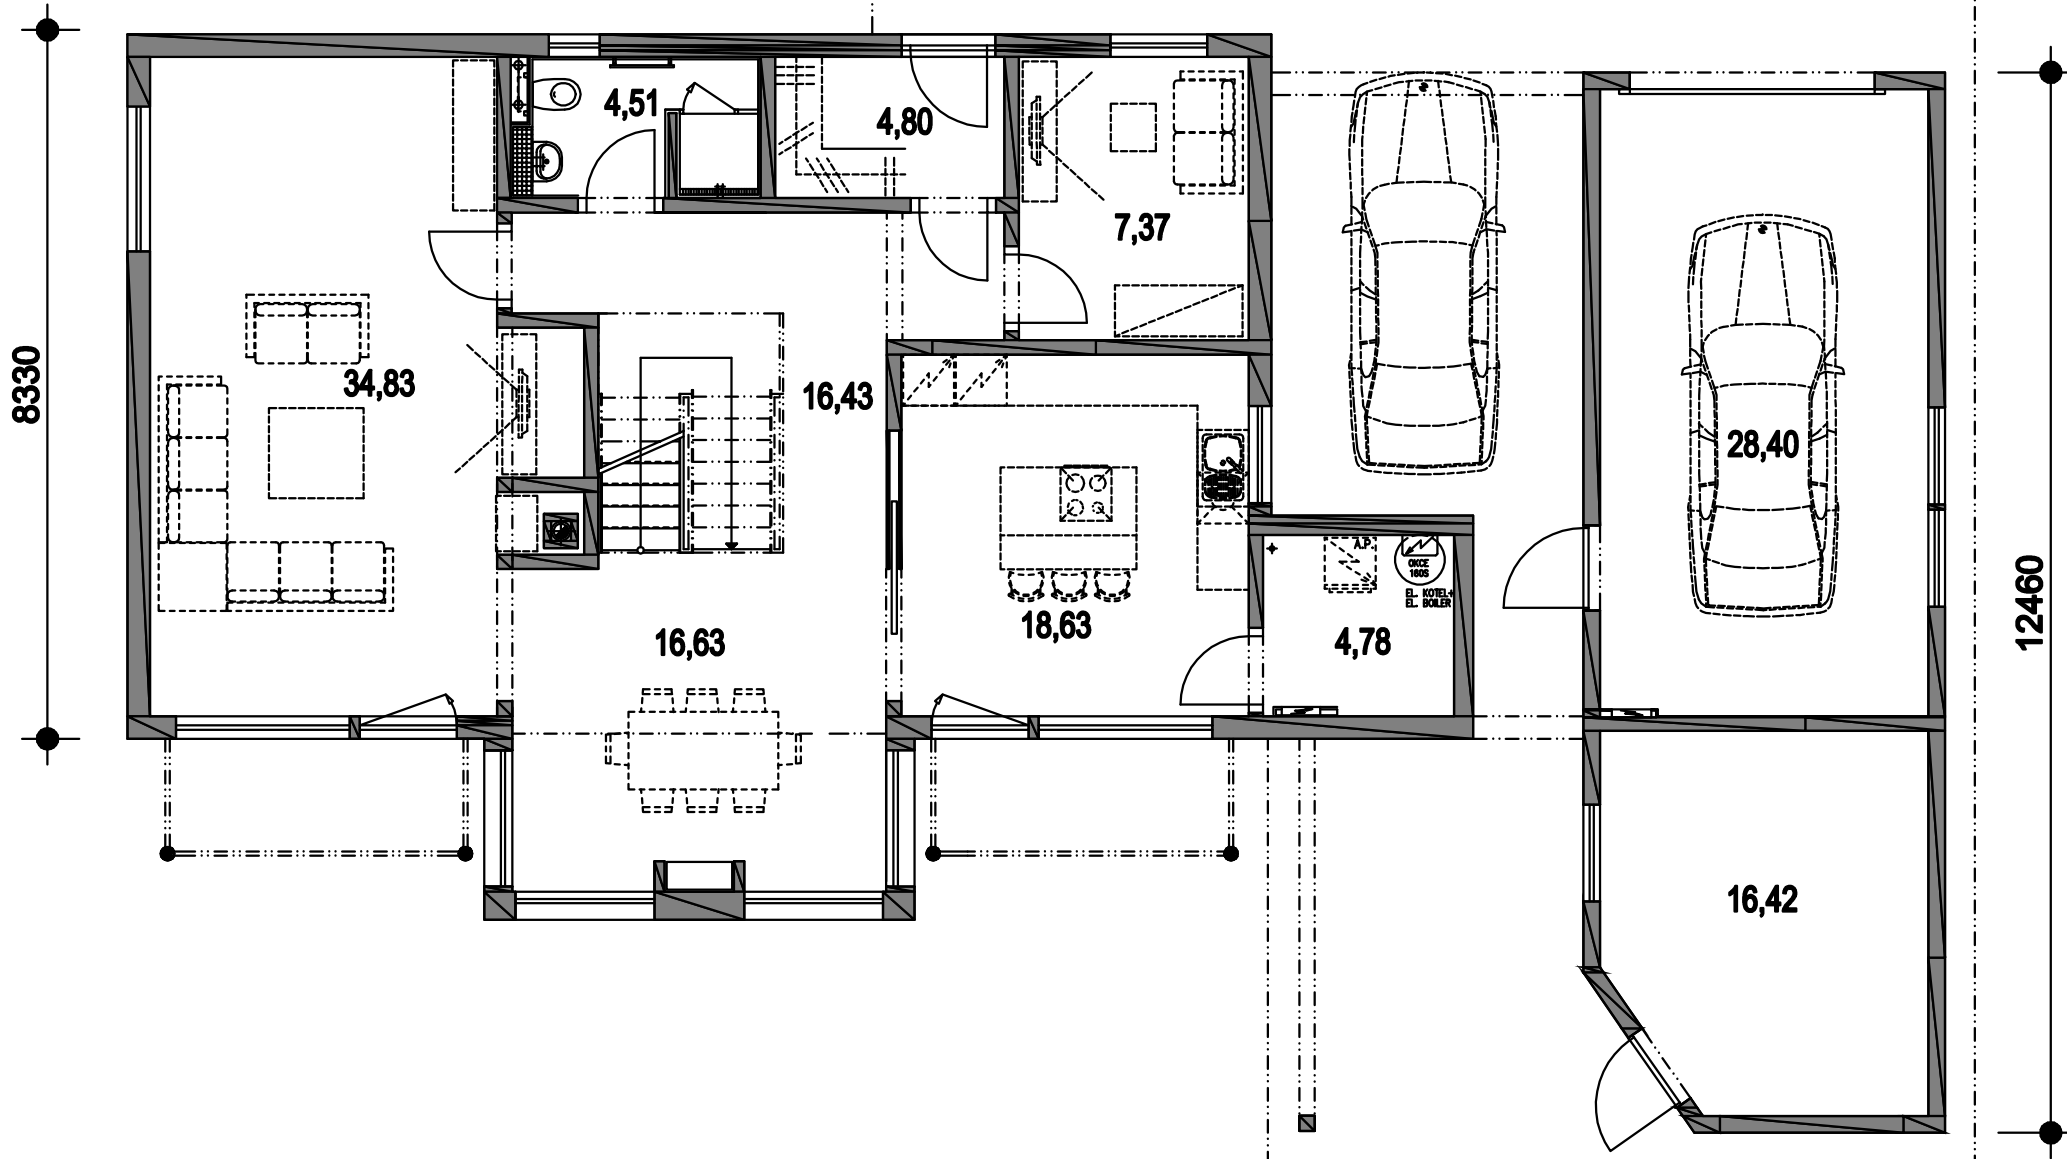 4,51
4,80
7,37
8330
34,83
16,43
28,40
A.P
OKCE
160S
EL. KOTEL+
EL. BOILER
12460
16,63
18,63
4,78
16,42